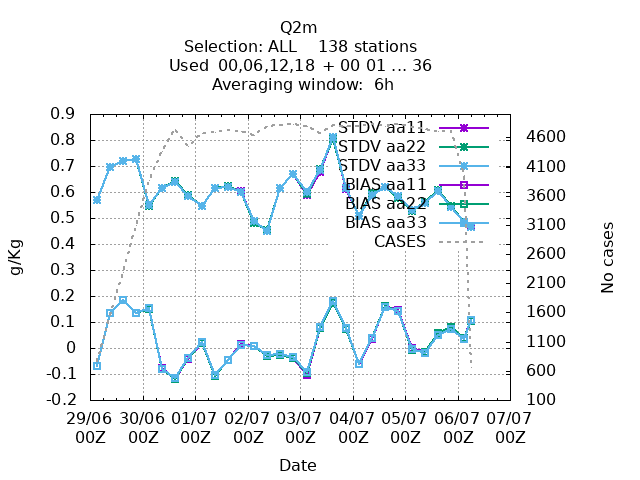 Q2m
Selection: ALL    138 stations
Used  00,06,12,18 + 00 01 ... 36
Averaging window:  6h
0.9
0.8
0.7
0.6
0.5
0.4
0.3
0.2
0.1
0
-0.1
-0.2
g/Kg
STDV aa11
STDV aa22
STDV aa33
BIAS aa11
BIAS aa22
BIAS aa33
CASES
4600
4100
3600
3100
2600
2100
1600
1100
600
100
No cases
29/06 30/06 01/07 02/07 03/07 04/07 05/07 06/07 07/07
00Z 00Z 00Z 00Z 00Z 00Z 00Z 00Z 00Z
Date